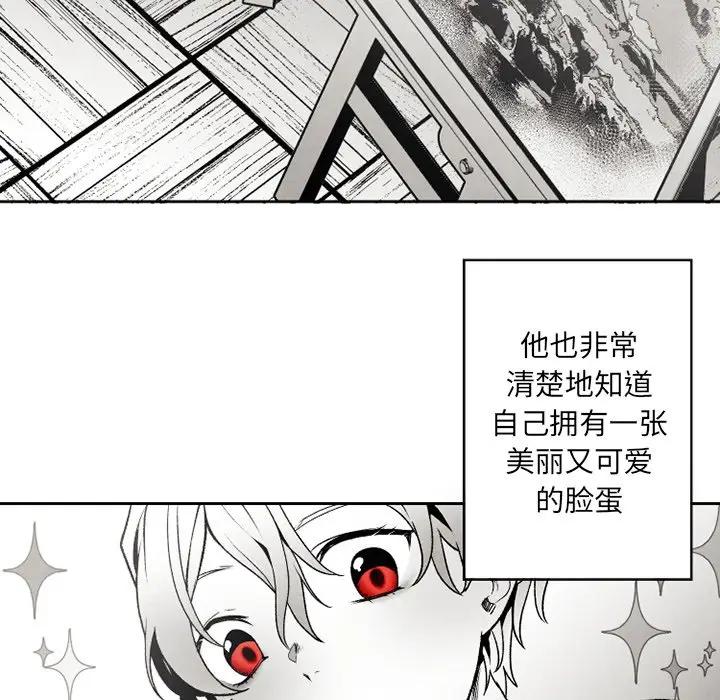 他也非常
清楚地知道
自己拥有一张
美丽又可爱
的脸蛋